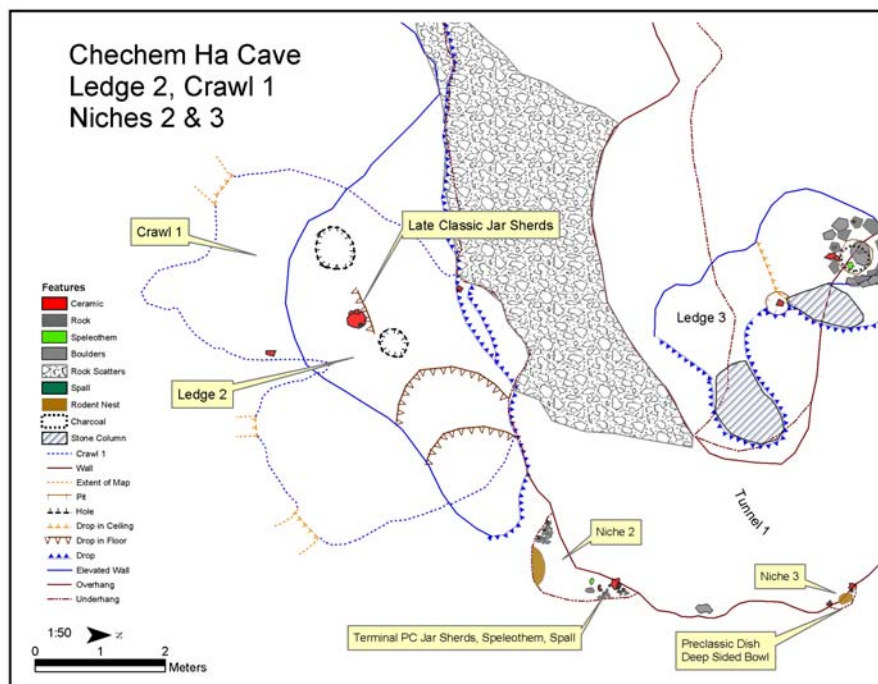 Chechem Ha Cave
Ledge 2, Crawl 1
Niches 2 & 3
Crawl 1
Late Classic Jar Sherds
Ledge 2
Ledge 3
Tunnel 1
Niche 2
Niche 3
Terminal PC Jar Sherds, Speleothem, Spall
Preclassic Dish
Deep Sided Bowl
Features
Ceramic
Rock
Speleothem
Boulders
Rock Scatters
Spall
Rodent Nest
Charcoal
Stone Column
Crawl 1
Wall
Extent of Map
Pit
Hole
Drop in Ceiling
Drop in Floor
Drop
Elevated Wall
Overhang
Underhang
1:50
N
0 1 2
Meters